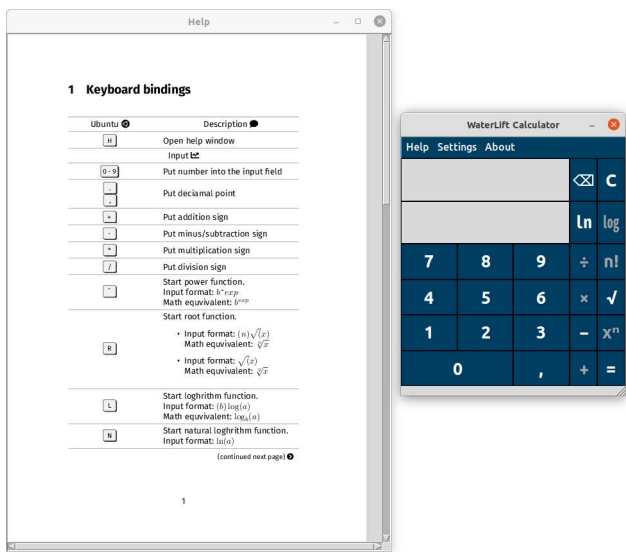 Help
1 Keyboard bindings
Ubuntu Description
H Open help window
Input
0-9 Put number into the input field
.
, Put deciamal point
+ Put addition sign
- Put minus/subtraction sign
* Put multiplication sign
/ Put division sign
^ Start power function.
Input format: b^exp
Math equivalent: b^exp
Start root function.
• Input format: (n)√(x)
R Math equvivalent: ⁿ√x
• Input format: √(x)
Math equvivalent: ²√x
L Start loghrithm function.
Input format: (b) log(a)
Math equvivalent: log_b(a)
N Start natural loghrithm function.
Input format: ln(a)
(continued next page)
1
WaterLift Calculator
Help Settings About
C
ln log
7 8 9 ÷ n!
4 5 6 × √
1 2 3 − xⁿ
0 , + =